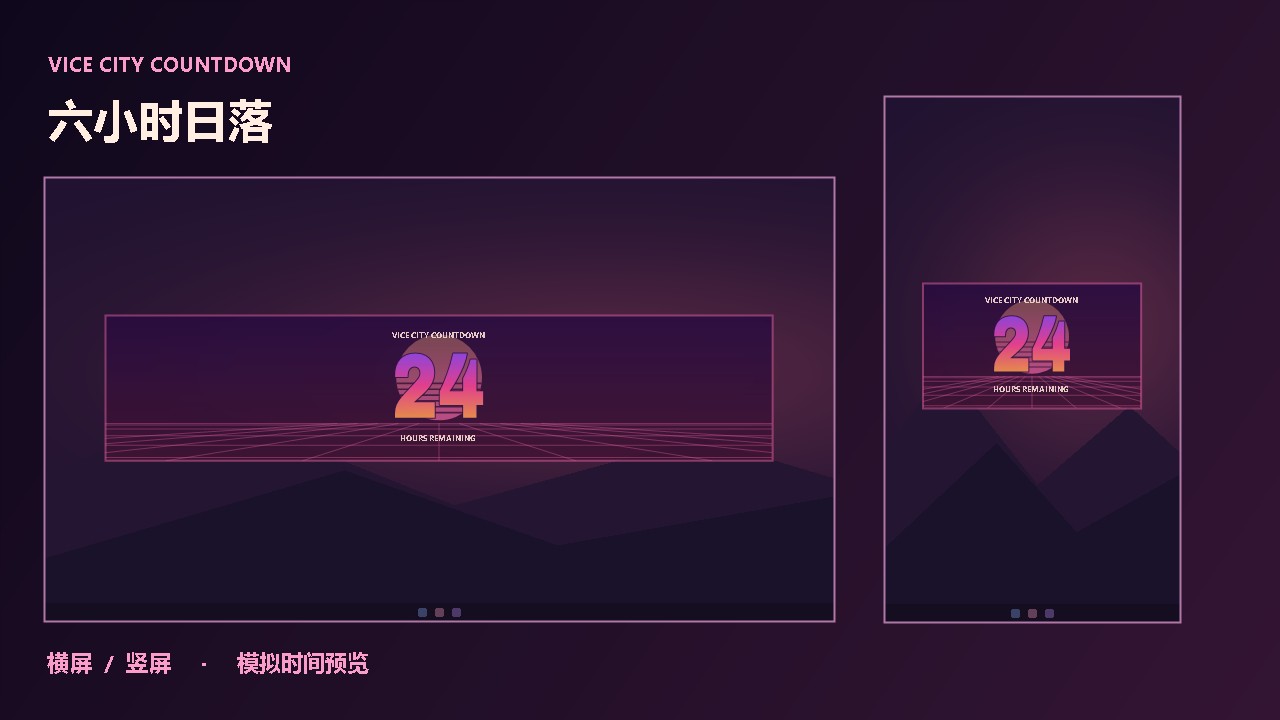 VICE CITY COUNTDOWN
六小时日落
VICE CITY COUNTDOWN
24
HOURS REMAINING
VICE CITY COUNTDOWN
24
HOURS REMAINING
横屏 / 竖屏 · 模拟时间预览